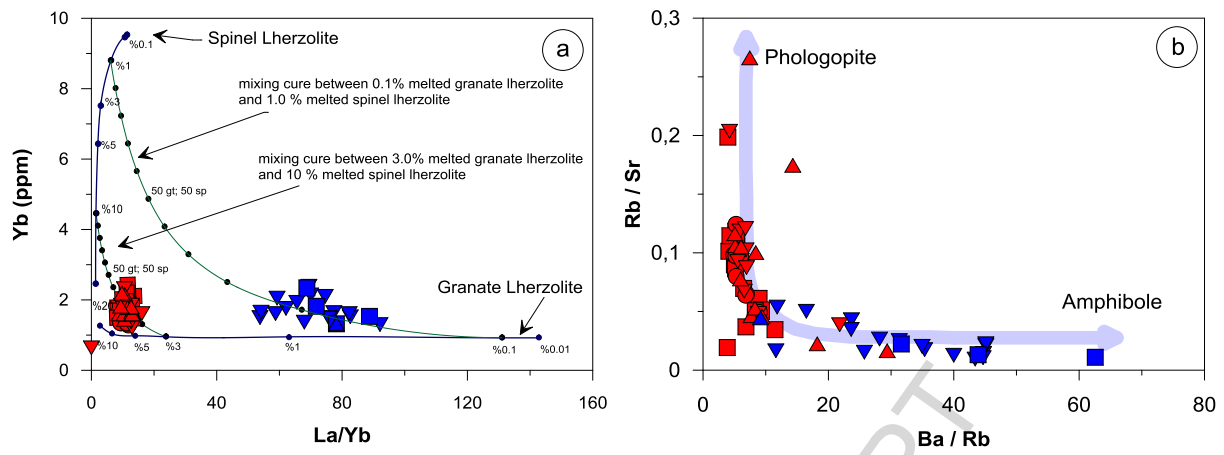 10
8
6
4
2
0
Yb (ppm)
0
40
80
120
160
La/Yb
a
%0.1
Spinel Lherzolite
%1
%3
%5
%10
mixing cure between 0.1% melted granate lherzolite
and 1.0 % melted spinel lherzolite
mixing cure between 3.0% melted granate lherzolite
and 10 % melted spinel lherzolite
50 gt; 50 sp
50 gt; 50 sp
Granate Lherzolite
%10
%5
%3
%1
%0.1
%0.01
0,3
0,2
0,1
0
Rb / Sr
0
20
40
60
80
Ba / Rb
b
Phologopite
Amphibole
PT